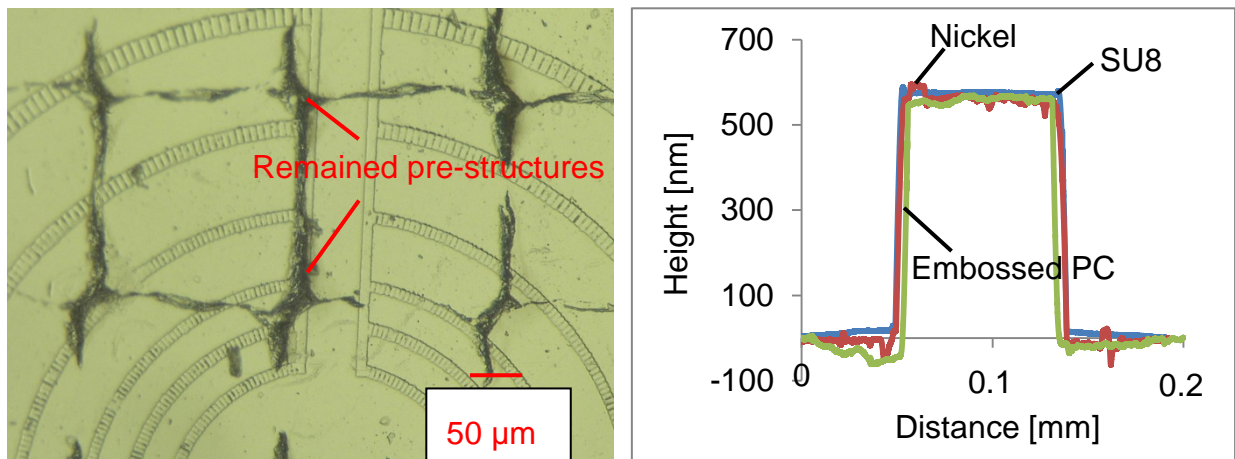 Remained pre-structures
50 µm
700
500
300
100
-100
Height [nm]
Nickel
SU8
Embossed PC
0
0.1
0.2
Distance [mm]